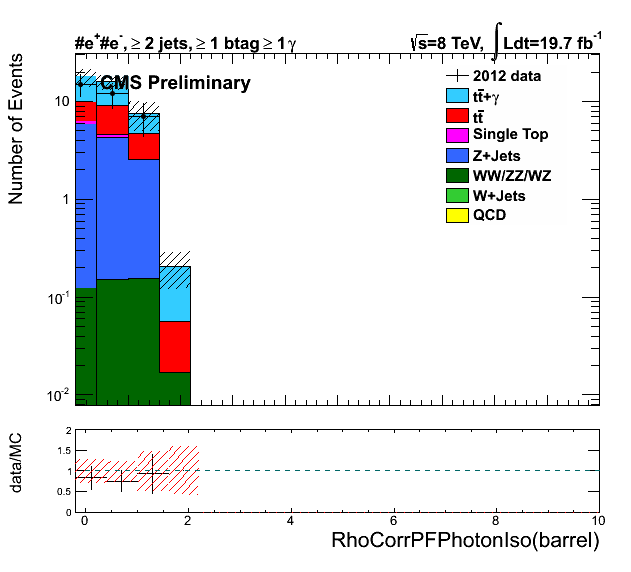 #e⁺#e⁻, ≥ 2 jets, ≥ 1 btag ≥ 1γ
√s=8 TeV, ∫Ldt=19.7 fb⁻¹
CMS Preliminary
Number of Events
10
1
10⁻¹
10⁻²
2012 data
tt̄+γ
tt̄
Single Top
Z+Jets
WW/ZZ/WZ
W+Jets
QCD
data/MC
2
1.5
1
0.5
0
0 2 4 6 8 10
RhoCorrPFPhotonIso(barrel)